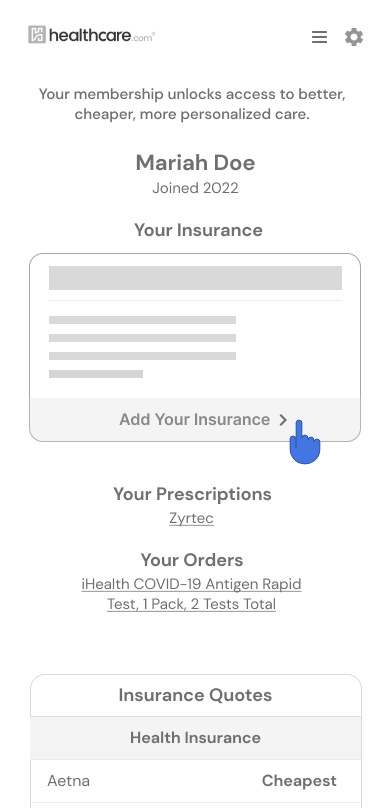 healthcare.com®
Your membership unlocks access to better,
cheaper, more personalized care.
Mariah Doe
Joined 2022
Your Insurance
Add Your Insurance
Your Prescriptions
Zyrtec
Your Orders
iHealth COVID-19 Antigen Rapid
Test, 1 Pack, 2 Tests Total
Insurance Quotes
Health Insurance
Aetna Cheapest